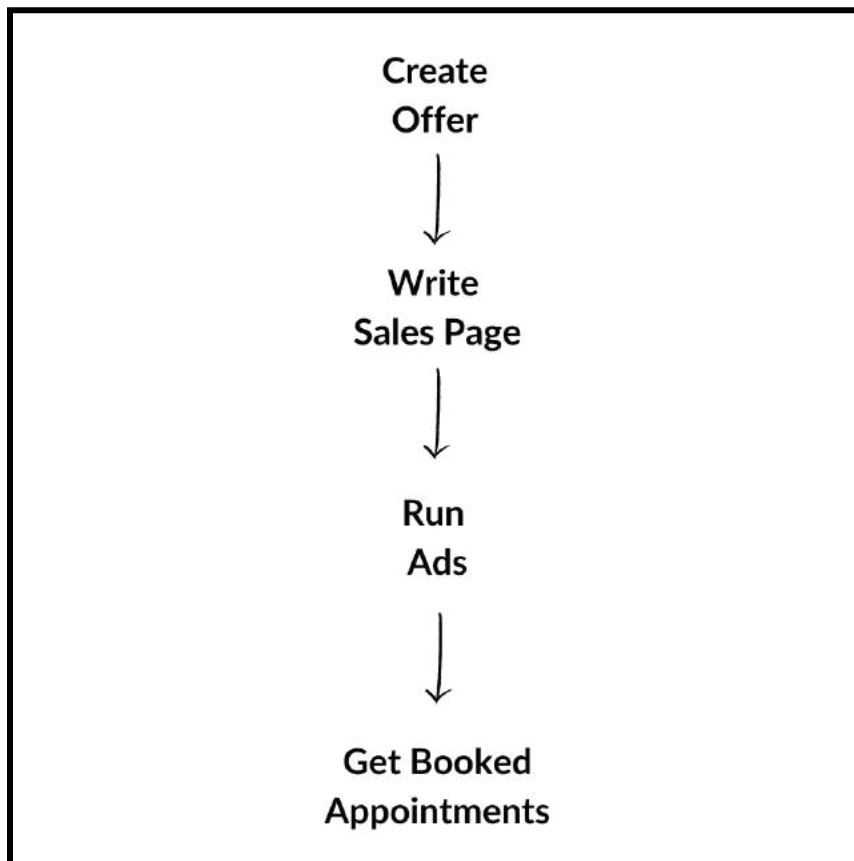 Create
Offer
Write
Sales Page
Run
Ads
Get Booked
Appointments